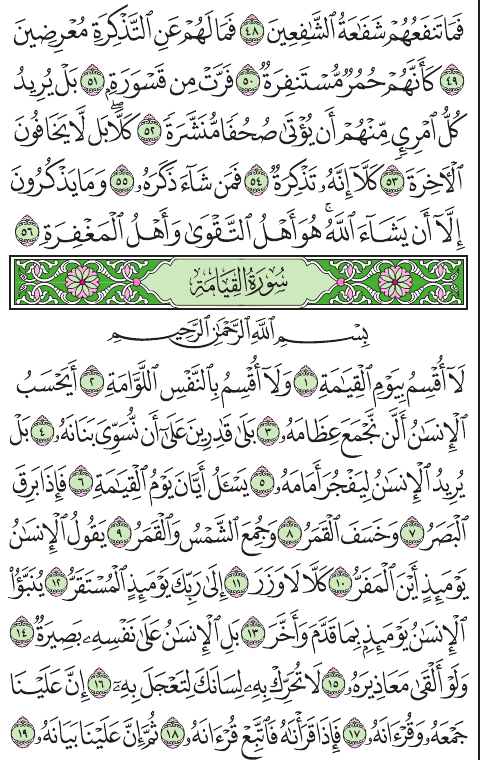 فَمَا تَنفَعُهُمْ شَفَٰعَةُ ٱلشَّٰفِعِينَ ٤٨ فَمَا لَهُمْ عَنِ ٱلتَّذْكِرَةِ مُعْرِضِينَ
٤٩ كَأَنَّهُمْ حُمُرٌ مُّسْتَنفِرَةٌ ٥٠ فَرَّتْ مِن قَسْوَرَةٍۭ ٥١ بَلْ يُرِيدُ
كُلُّ ٱمْرِئٍ مِّنْهُمْ أَن يُؤْتَىٰ صُحُفًا مُّنَشَّرَةً ٥٢ كَلَّاۖ بَل لَّا يَخَافُونَ
ٱلْأَخِرَةَ ٥٣ كَلَّآ إِنَّهُۥ تَذْكِرَةٌ ٥٤ فَمَن شَآءَ ذَكَرَهُۥ ٥٥ وَمَا يَذْكُرُونَ
إِلَّآ أَن يَشَآءَ ٱللَّهُۚ هُوَ أَهْلُ ٱلتَّقْوَىٰ وَأَهْلُ ٱلْمَغْفِرَةِ ٥٦
سُورَةُ القِيَامَةِ
بِسْمِ ٱللَّهِ ٱلرَّحْمَٰنِ ٱلرَّحِيمِ
لَآ أُقْسِمُ بِيَوْمِ ٱلْقِيَٰمَةِ ١ وَلَآ أُقْسِمُ بِٱلنَّفْسِ ٱللَّوَّامَةِ ٢ أَيَحْسَبُ
ٱلْإِنسَٰنُ أَلَّن نَّجْمَعَ عِظَامَهُۥ ٣ بَلَىٰ قَٰدِرِينَ عَلَىٰٓ أَن نُّسَوِّىَ بَنَانَهُۥ ٤ بَلْ
يُرِيدُ ٱلْإِنسَٰنُ لِيَفْجُرَ أَمَامَهُۥ ٥ يَسْـَٔلُ أَيَّانَ يَوْمُ ٱلْقِيَٰمَةِ ٦ فَإِذَا بَرِقَ
ٱلْبَصَرُ ٧ وَخَسَفَ ٱلْقَمَرُ ٨ وَجُمِعَ ٱلشَّمْسُ وَٱلْقَمَرُ ٩ يَقُولُ ٱلْإِنسَٰنُ
يَوْمَئِذٍ أَيْنَ ٱلْمَفَرُّ ١٠ كَلَّا لَا وَزَرَ ١١ إِلَىٰ رَبِّكَ يَوْمَئِذٍ ٱلْمُسْتَقَرُّ ١٢ يُنَبَّؤُا۟
ٱلْإِنسَٰنُ يَوْمَئِذٍۭ بِمَا قَدَّمَ وَأَخَّرَ ١٣ بَلِ ٱلْإِنسَٰنُ عَلَىٰ نَفْسِهِۦ بَصِيرَةٌ ١٤
وَلَوْ أَلْقَىٰ مَعَاذِيرَهُۥ ١٥ لَا تُحَرِّكْ بِهِۦ لِسَانَكَ لِتَعْجَلَ بِهِۦٓ ١٦ إِنَّ عَلَيْنَا
جَمْعَهُۥ وَقُرْءَانَهُۥ ١٧ فَإِذَا قَرَأْنَٰهُ فَٱتَّبِعْ قُرْءَانَهُۥ ١٨ ثُمَّ إِنَّ عَلَيْنَا بَيَانَهُۥ ١٩